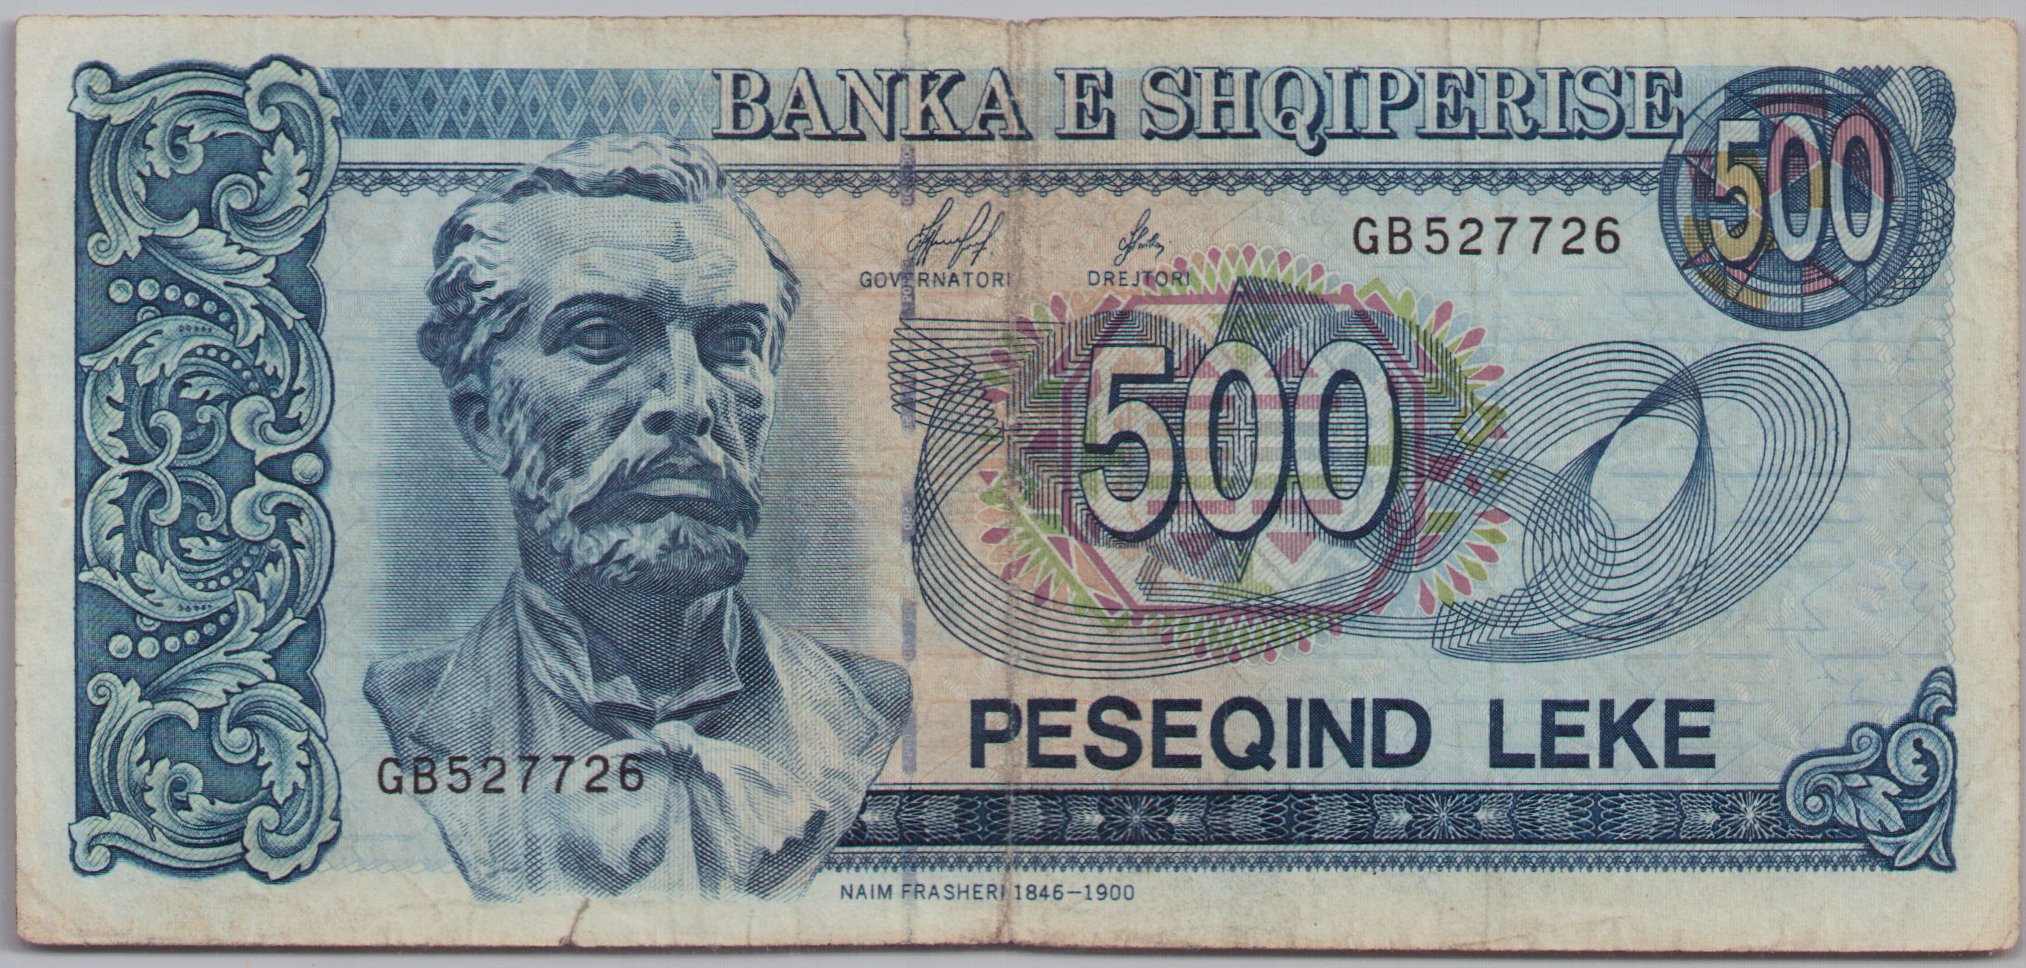 BANKA E SHQIPERISE
500
GOVERNATORI
DREJTORI
GB527726
500
PESEQIND LEKE
GB527726
NAIM FRASHERI 1846–1900